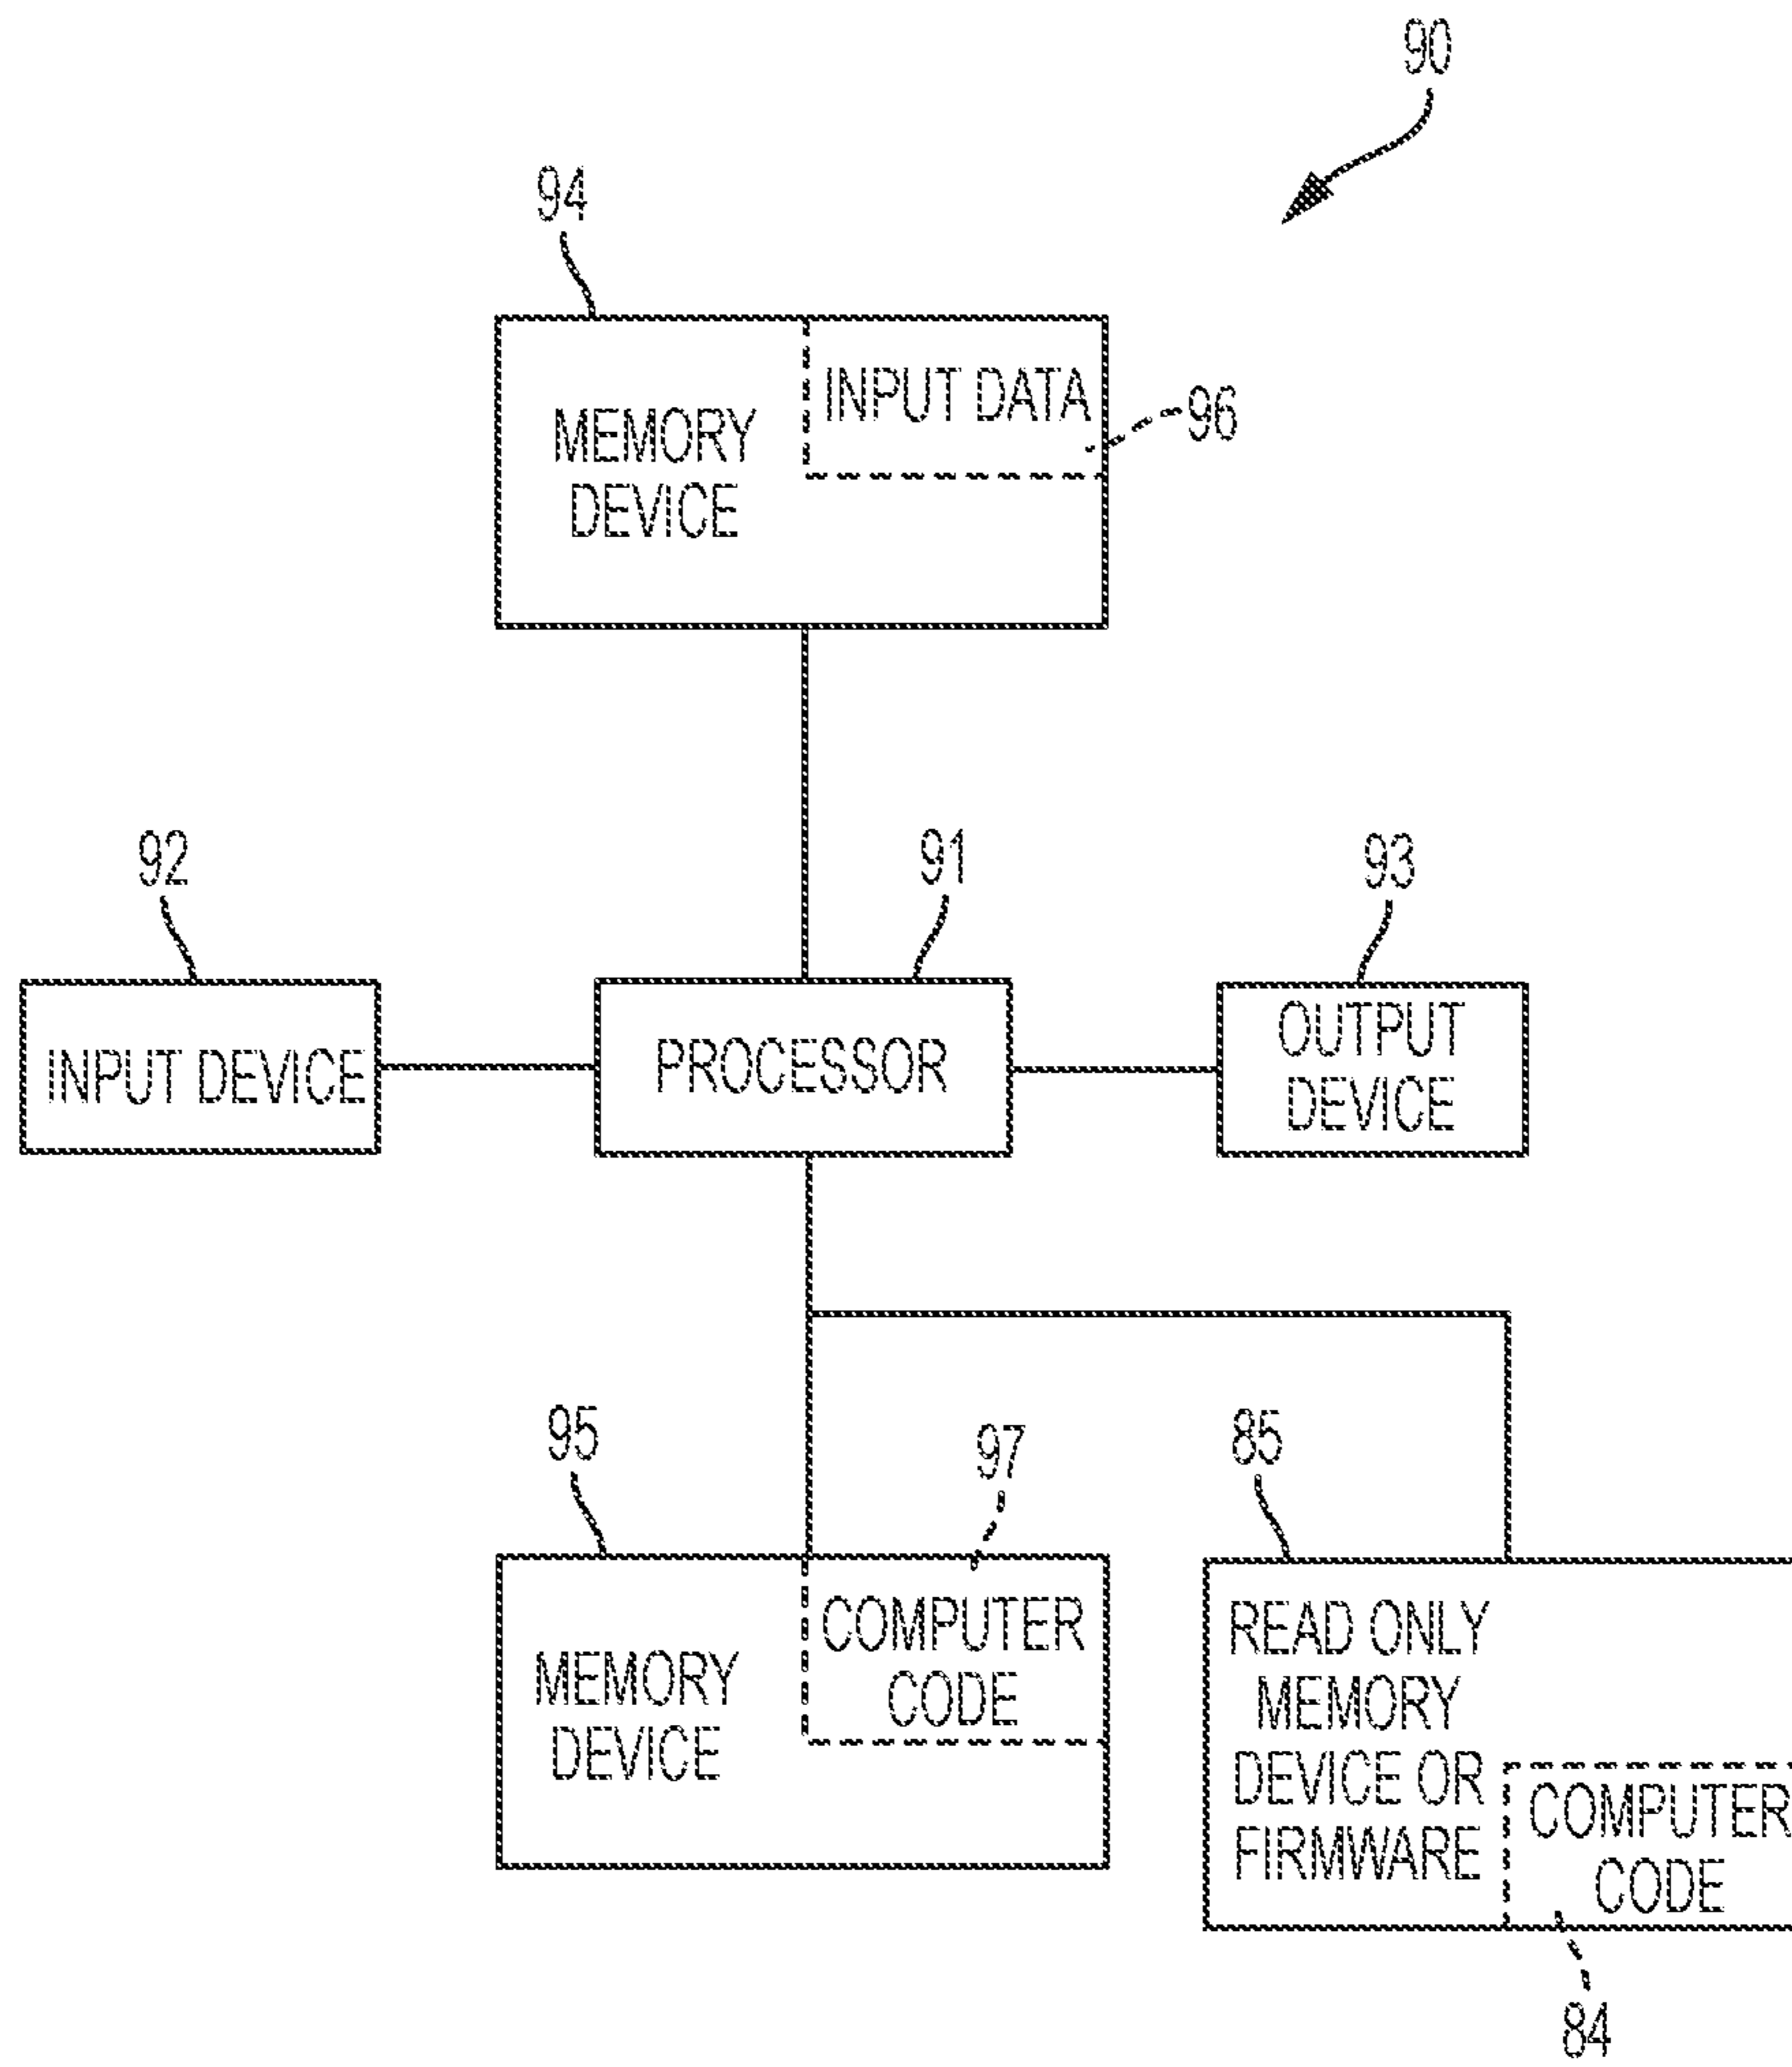 90
94
INPUT DATA
96
MEMORY
DEVICE
92
91
93
INPUT DEVICE
PROCESSOR
OUTPUT
DEVICE
95
97
85
MEMORY
DEVICE
COMPUTER
CODE
READ ONLY
MEMORY
DEVICE OR
FIRMWARE
COMPUTER
CODE
84